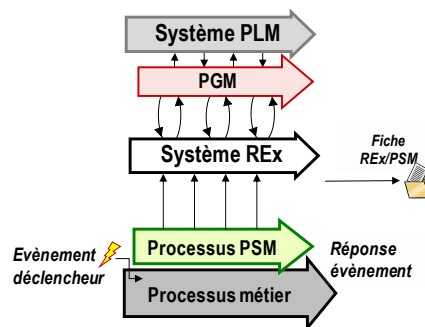 Système PLM
PGM
Système REx
Fiche
REx/PSM
Processus PSM
Evènement
déclencheur
Réponse
évènement
Processus métier